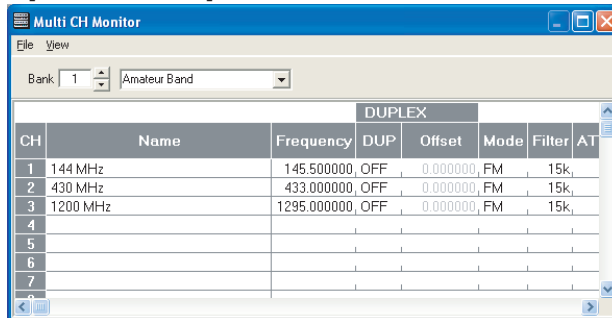 Multi CH Monitor
File View
Bank 1 Amateur Band
DUPLEX
CH Name Frequency DUP Offset Mode Filter AT
1 144 MHz 145.500000 OFF 0.000000 FM 15k
2 430 MHz 433.000000 OFF 0.000000 FM 15k
3 1200 MHz 1295.000000 OFF 0.000000 FM 15k
4
5
6
7